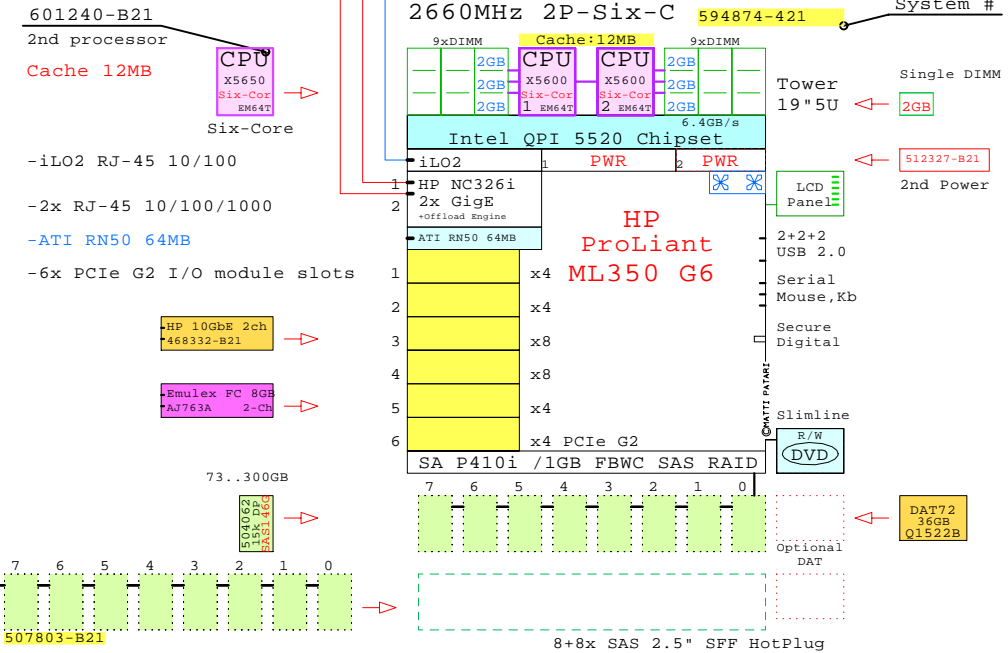 601240-B21
2nd processor
Cache 12MB
CPU
X5650
Six-Cor
EM64T
Six-Core
2660MHz 2P-Six-C
594874-421
System #
9xDIMM
Cache:12MB
9xDIMM
2GB
2GB
2GB
CPU
X5600
Six-Cor
1 EM64T
CPU
X5600
Six-Cor
2 EM64T
2GB
2GB
2GB
6.4GB/s
Tower
19"5U
Single DIMM
2GB
Intel QPI 5520 Chipset
-iLO2 RJ-45 10/100
iLO2
1 PWR
2 PWR
512327-B21
2nd Power
-2x RJ-45 10/100/1000
1
2
HP NC326i
2x GigE
+Offload Engine
LCD
Panel
-ATI RN50 64MB
ATI RN50 64MB
HP
ProLiant
ML350 G6
2+2+2
USB 2.0
-6x PCIe G2 I/O module slots
1 x4
2 x4
3 x8
4 x8
5 x4
6 x4 PCIe G2
Serial
Mouse,Kb
HP 10GbE 2ch
468332-B21
Secure
Digital
Emulex FC 8GB
AJ763A 2-Ch
©MATTI PATARI
Slimline
R/W
DVD
SA P410i /1GB FBWC SAS RAID
73..300GB
504062
15k DP
SAS146G
7 6 5 4 3 2 1 0
DAT72
36GB
Q1522B
Optional
DAT
7 6 5 4 3 2 1 0
507803-B21
8+8x SAS 2.5" SFF HotPlug